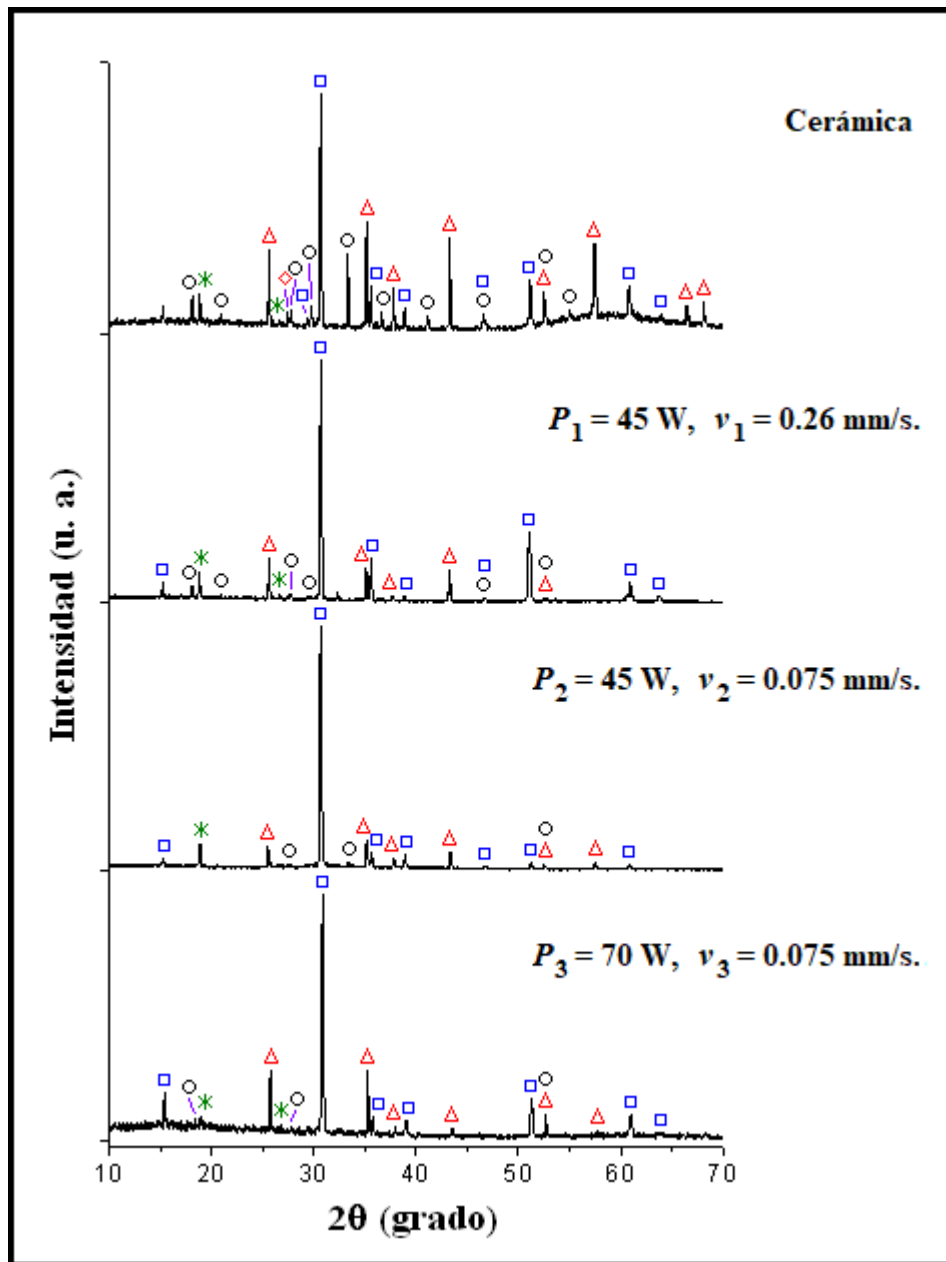 Cerámica
P1 = 45 W, v1 = 0.26 mm/s.
P2 = 45 W, v2 = 0.075 mm/s.
P3 = 70 W, v3 = 0.075 mm/s.
Intensidad (u. a.)
10 20 30 40 50 60 70
2θ (grado)